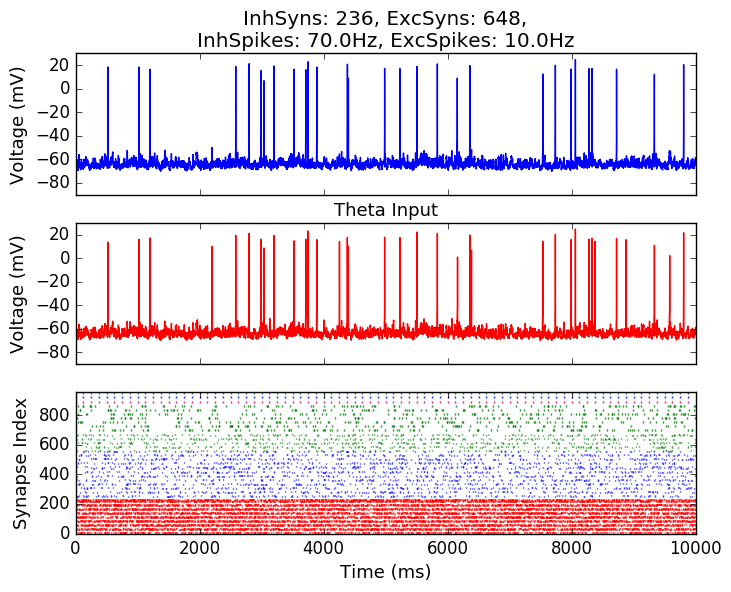 InhSyns: 236, ExcSyns: 648,
InhSpikes: 70.0Hz, ExcSpikes: 10.0Hz
Voltage (mV)
20
0
−20
−40
−60
−80
Theta Input
Voltage (mV)
20
0
−20
−40
−60
−80
Synapse Index
800
600
400
200
0
0 2000 4000 6000 8000 10000
Time (ms)